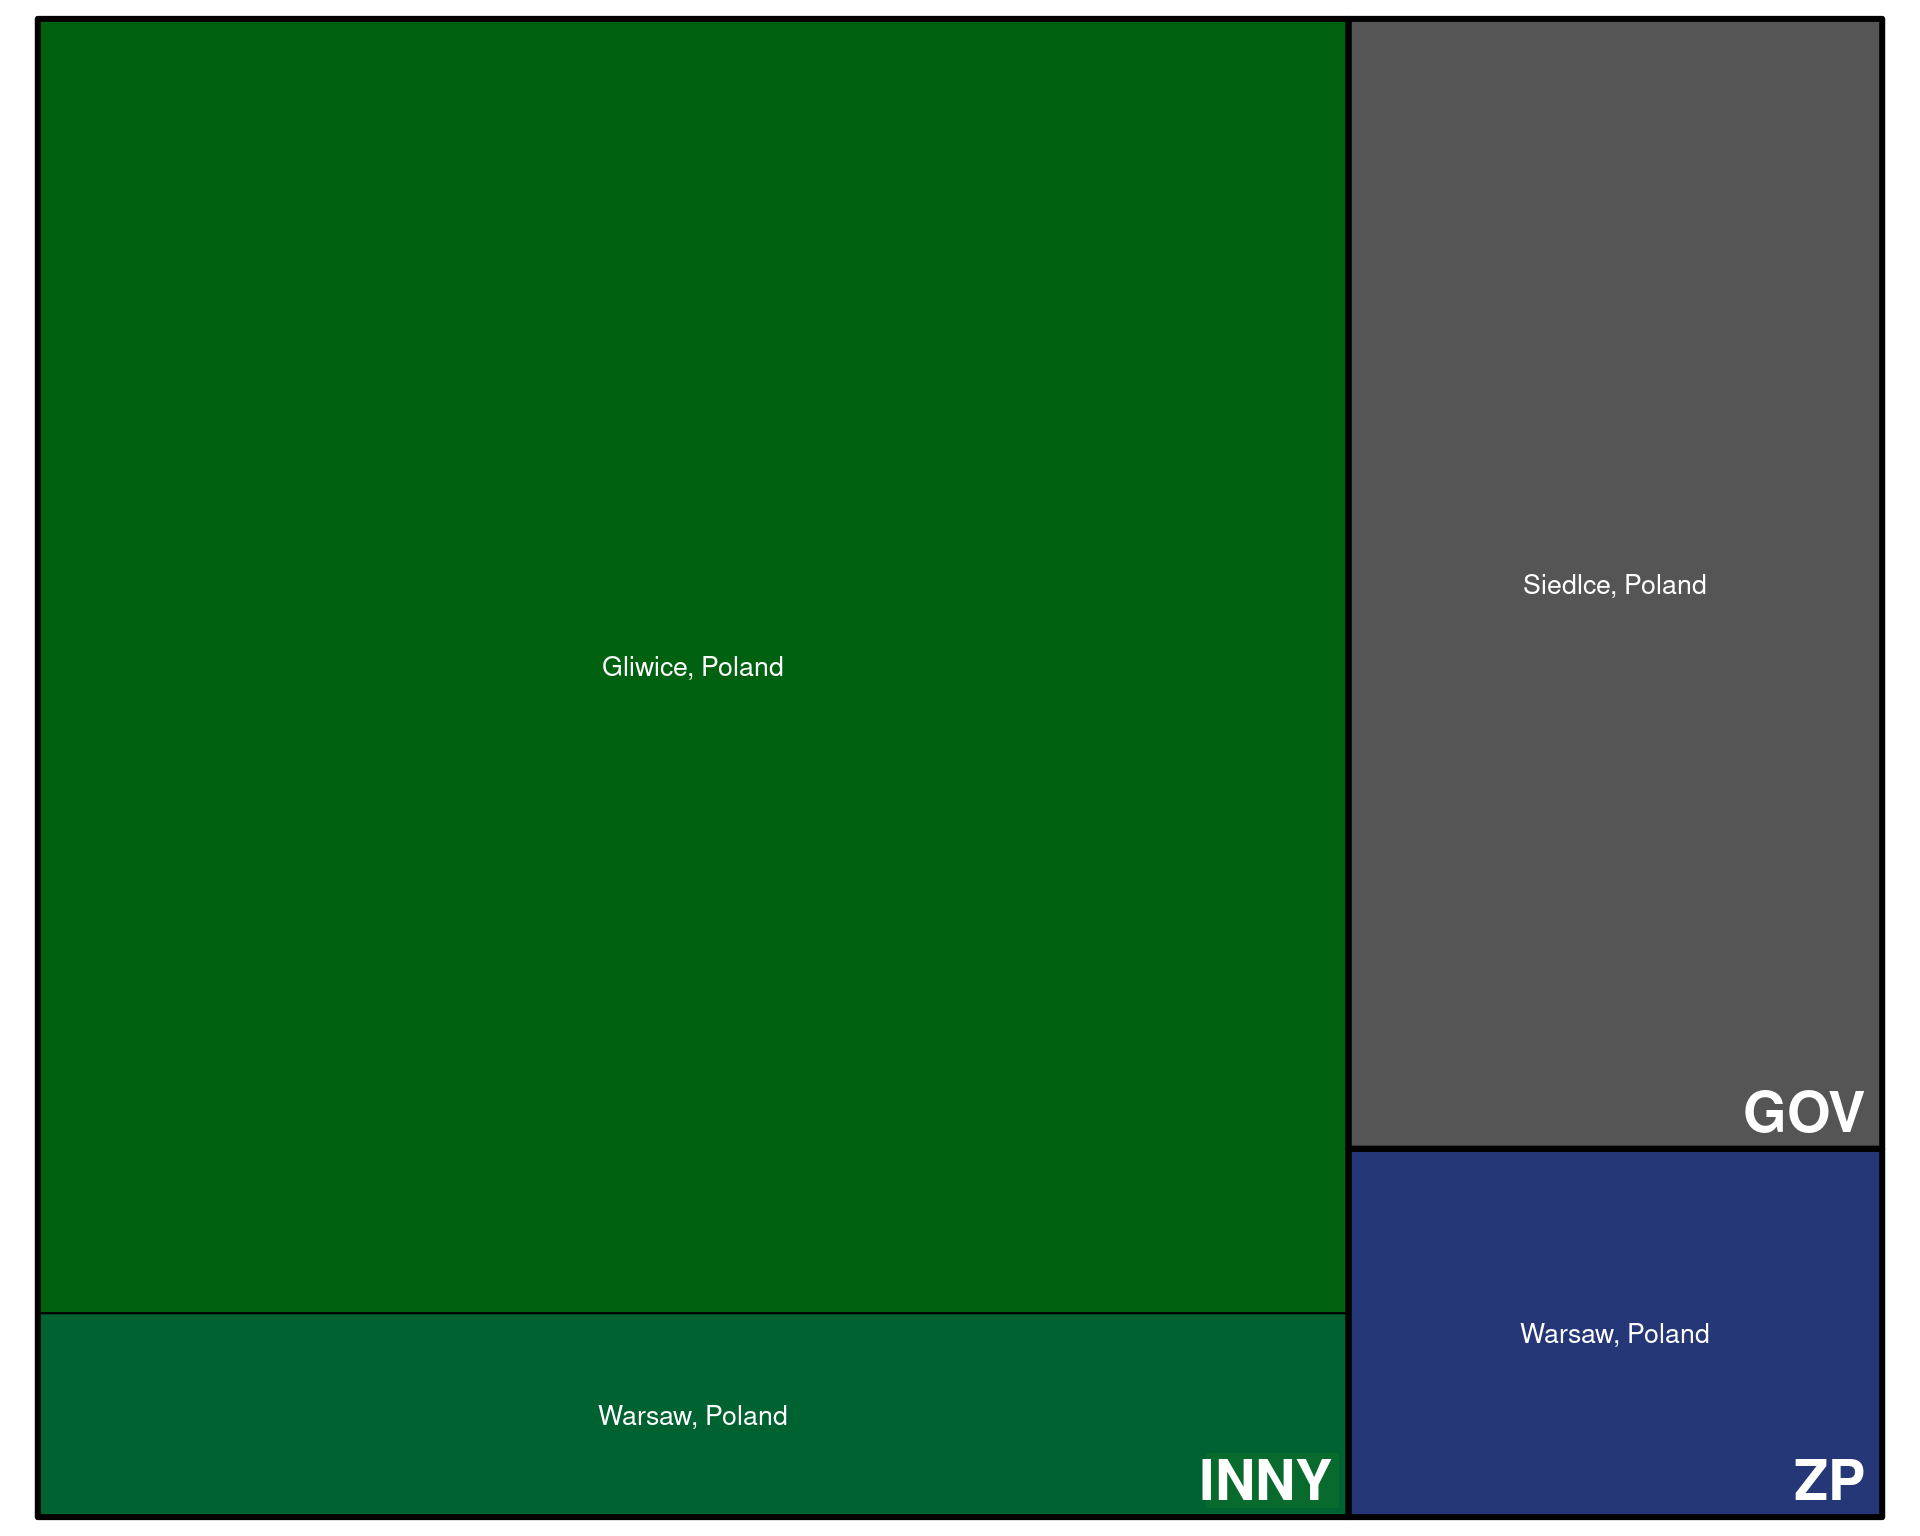 Gliwice, Poland
Warsaw, Poland
INNY
Siedlce, Poland
GOV
Warsaw, Poland
ZP